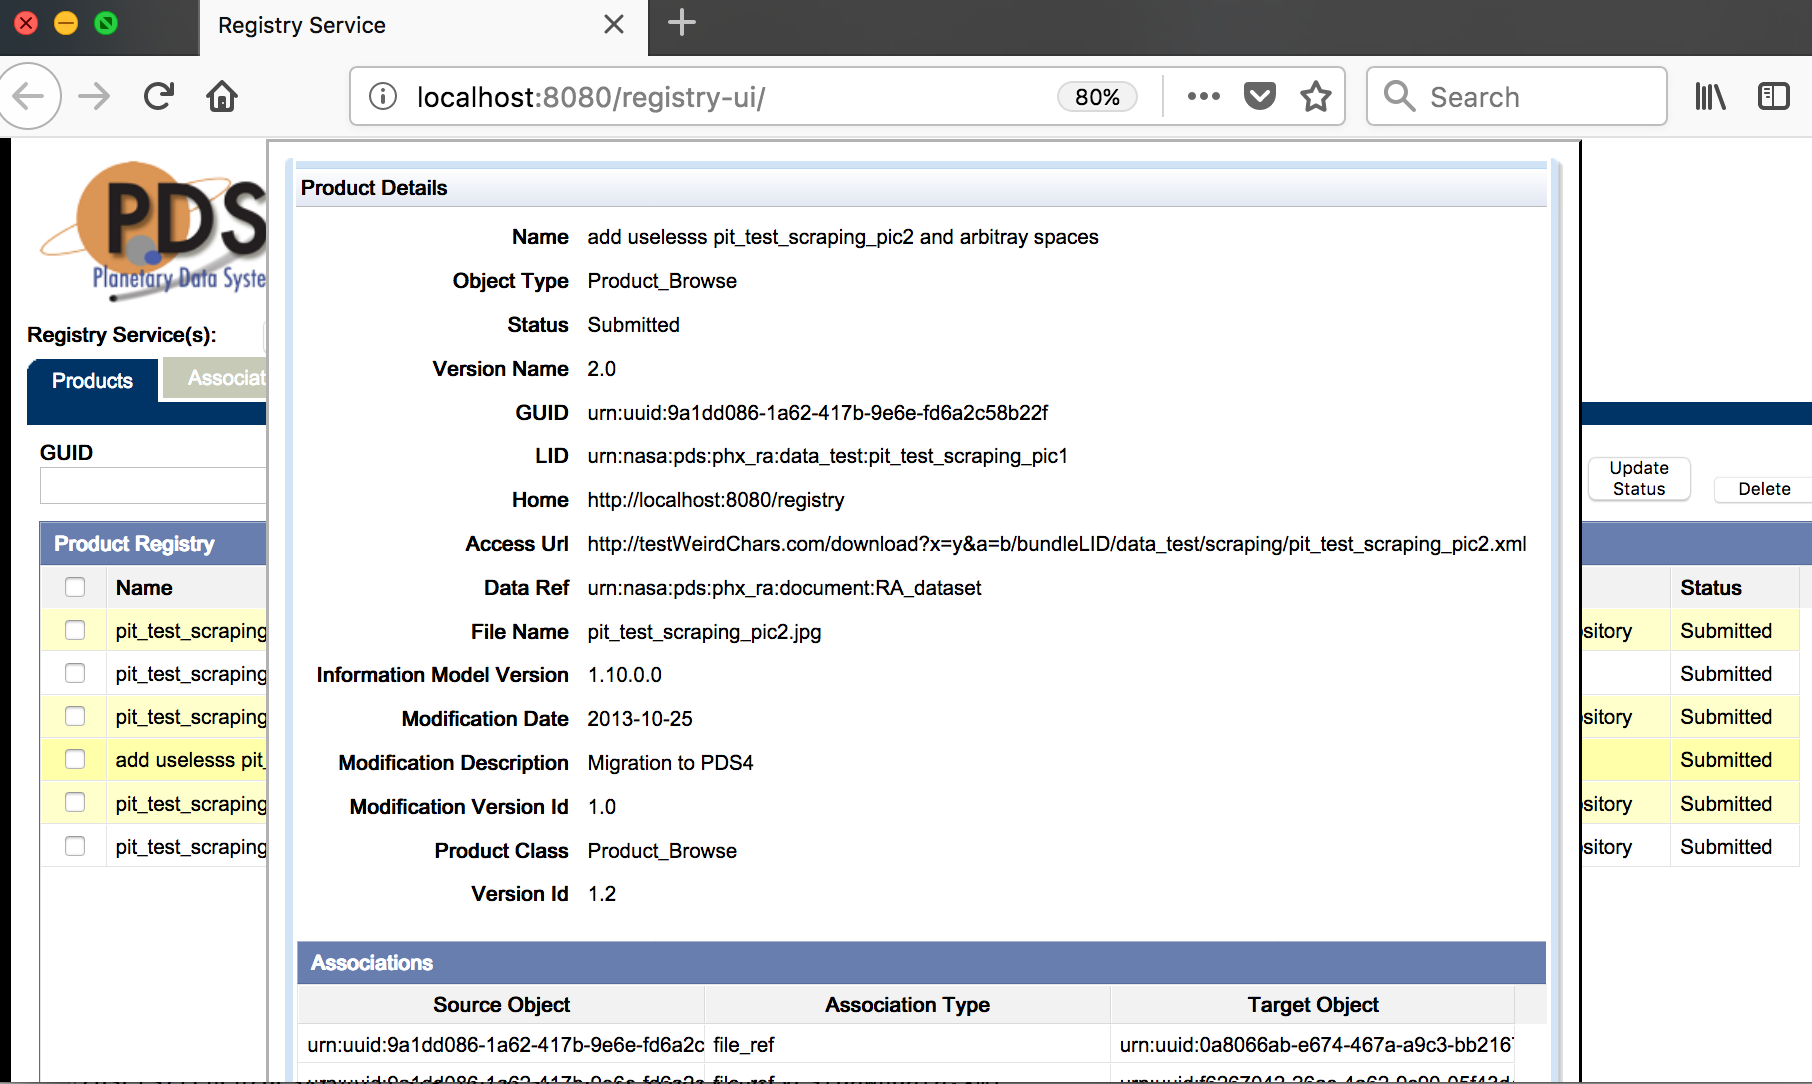 Registry Service
localhost:8080/registry-ui/
80%
Search
PDS
Planetary Data Syste
Registry Service(s):
Products
Associat
GUID
Update Status
Delete
Product Registry
Name
Status
pit_test_scraping
sitory
Submitted
pit_test_scraping
Submitted
pit_test_scraping
sitory
Submitted
add uselesss pit_
Submitted
pit_test_scraping
sitory
Submitted
pit_test_scraping
sitory
Submitted
Product Details
Name add uselesss pit_test_scraping_pic2 and arbitray spaces
Object Type Product_Browse
Status Submitted
Version Name 2.0
GUID urn:uuid:9a1dd086-1a62-417b-9e6e-fd6a2c58b22f
LID urn:nasa:pds:phx_ra:data_test:pit_test_scraping_pic1
Home http://localhost:8080/registry
Access Url http://testWeirdChars.com/download?x=y&a=b/bundleLID/data_test/scraping/pit_test_scraping_pic2.xml
Data Ref urn:nasa:pds:phx_ra:document:RA_dataset
File Name pit_test_scraping_pic2.jpg
Information Model Version 1.10.0.0
Modification Date 2013-10-25
Modification Description Migration to PDS4
Modification Version Id 1.0
Product Class Product_Browse
Version Id 1.2
Associations
Source Object Association Type Target Object
urn:uuid:9a1dd086-1a62-417b-9e6e-fd6a2c file_ref urn:uuid:0a8066ab-e674-467a-a9c3-bb216